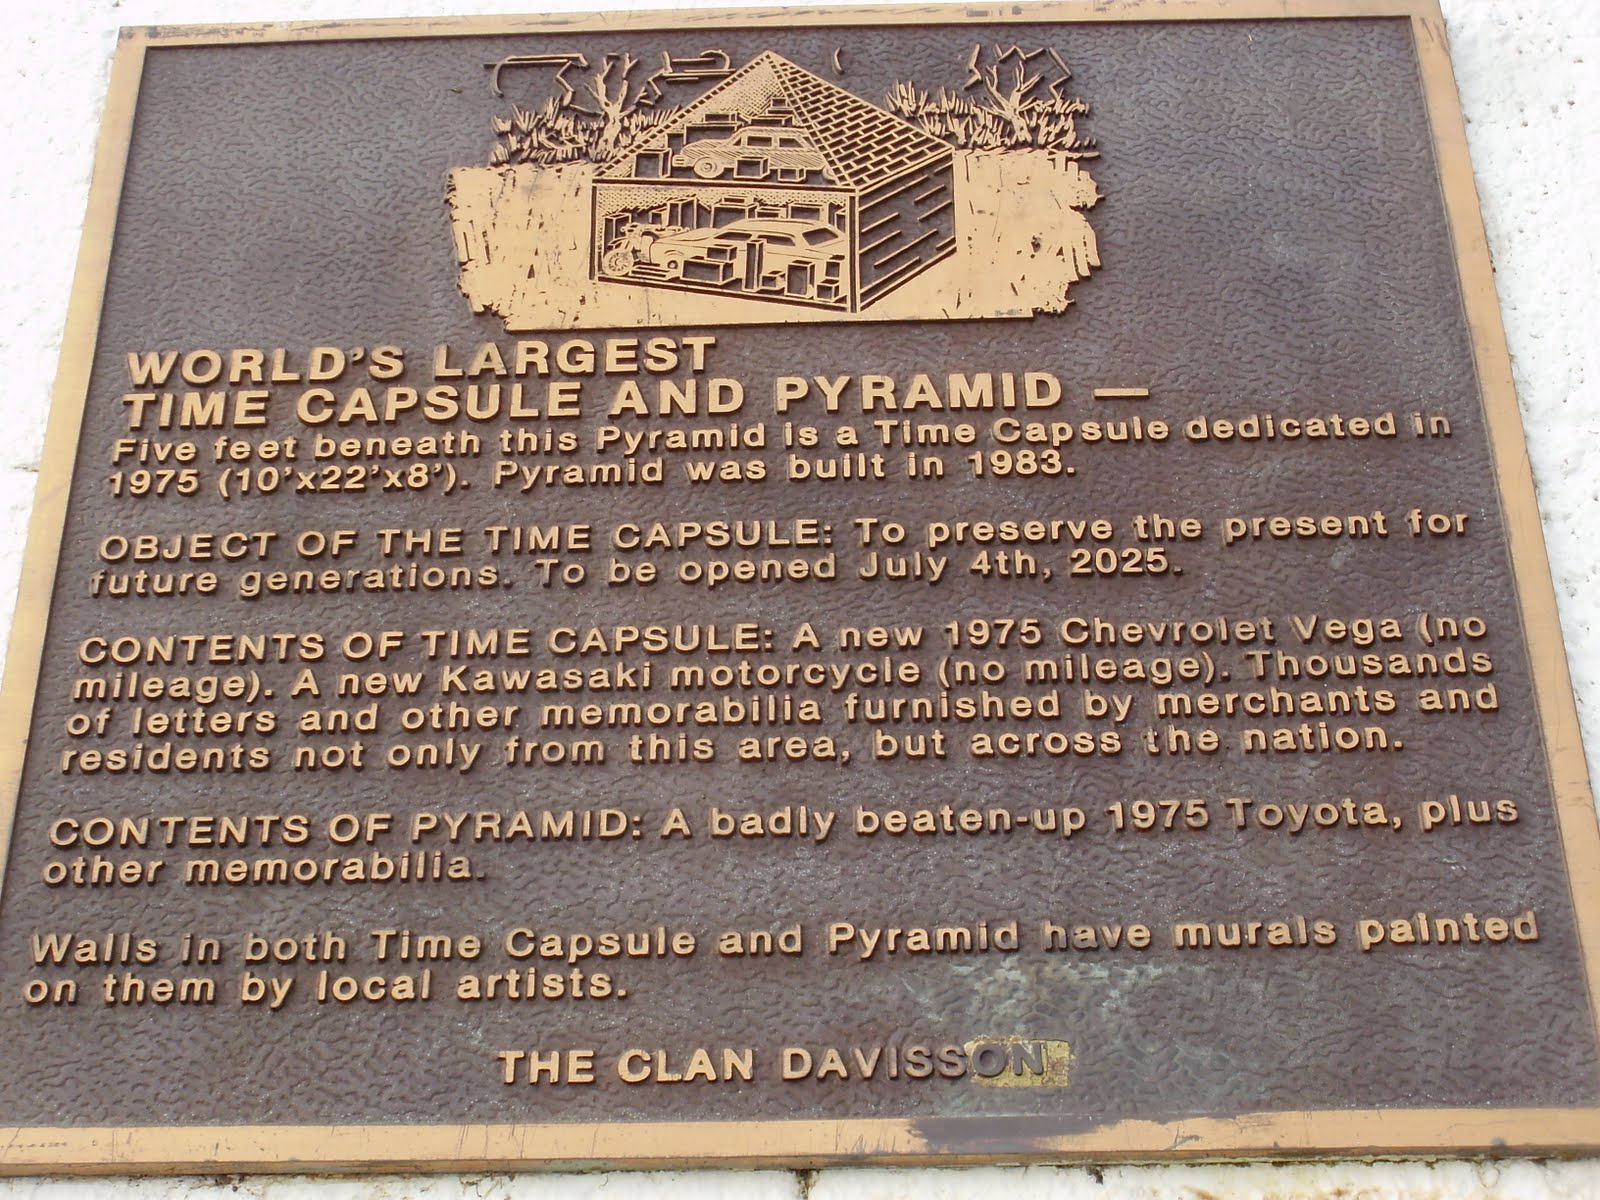 WORLD'S LARGEST
TIME CAPSULE AND PYRAMID —
Five feet beneath this Pyramid is a Time Capsule dedicated in
1975 (10'x22'x8'). Pyramid was built in 1983.
OBJECT OF THE TIME CAPSULE: To preserve the present for
future generations. To be opened July 4th, 2025.
CONTENTS OF TIME CAPSULE: A new 1975 Chevrolet Vega (no
mileage). A new Kawasaki motorcycle (no mileage). Thousands
of letters and other memorabilia furnished by merchants and
residents not only from this area, but across the nation.
CONTENTS OF PYRAMID: A badly beaten-up 1975 Toyota, plus
other memorabilia.
Walls in both Time Capsule and Pyramid have murals painted
on them by local artists.
THE CLAN DAVISSON